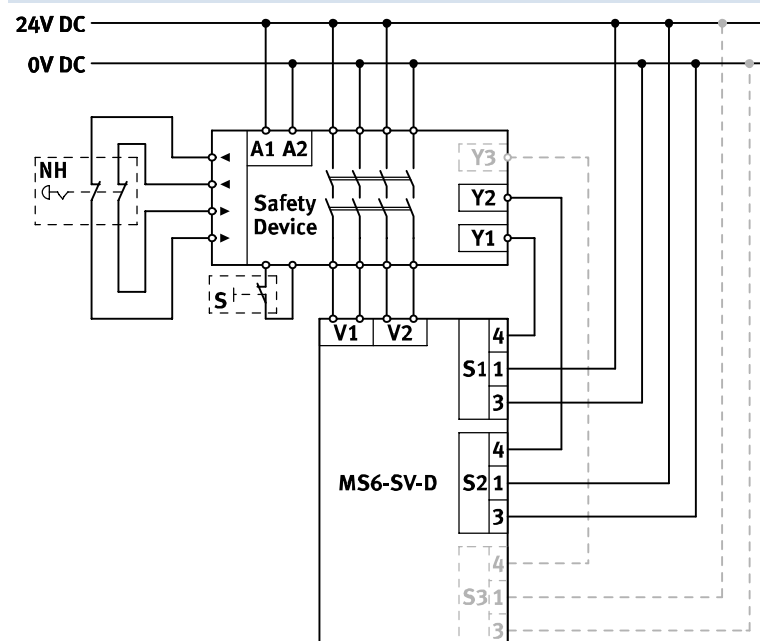 24V DC
0V DC
A1 A2
Y3
NH
Safety
Device
Y2
Y1
S
V1 V2
4
S1 1
3
4
MS6-SV-D S2 1
3
4
S3 1
3